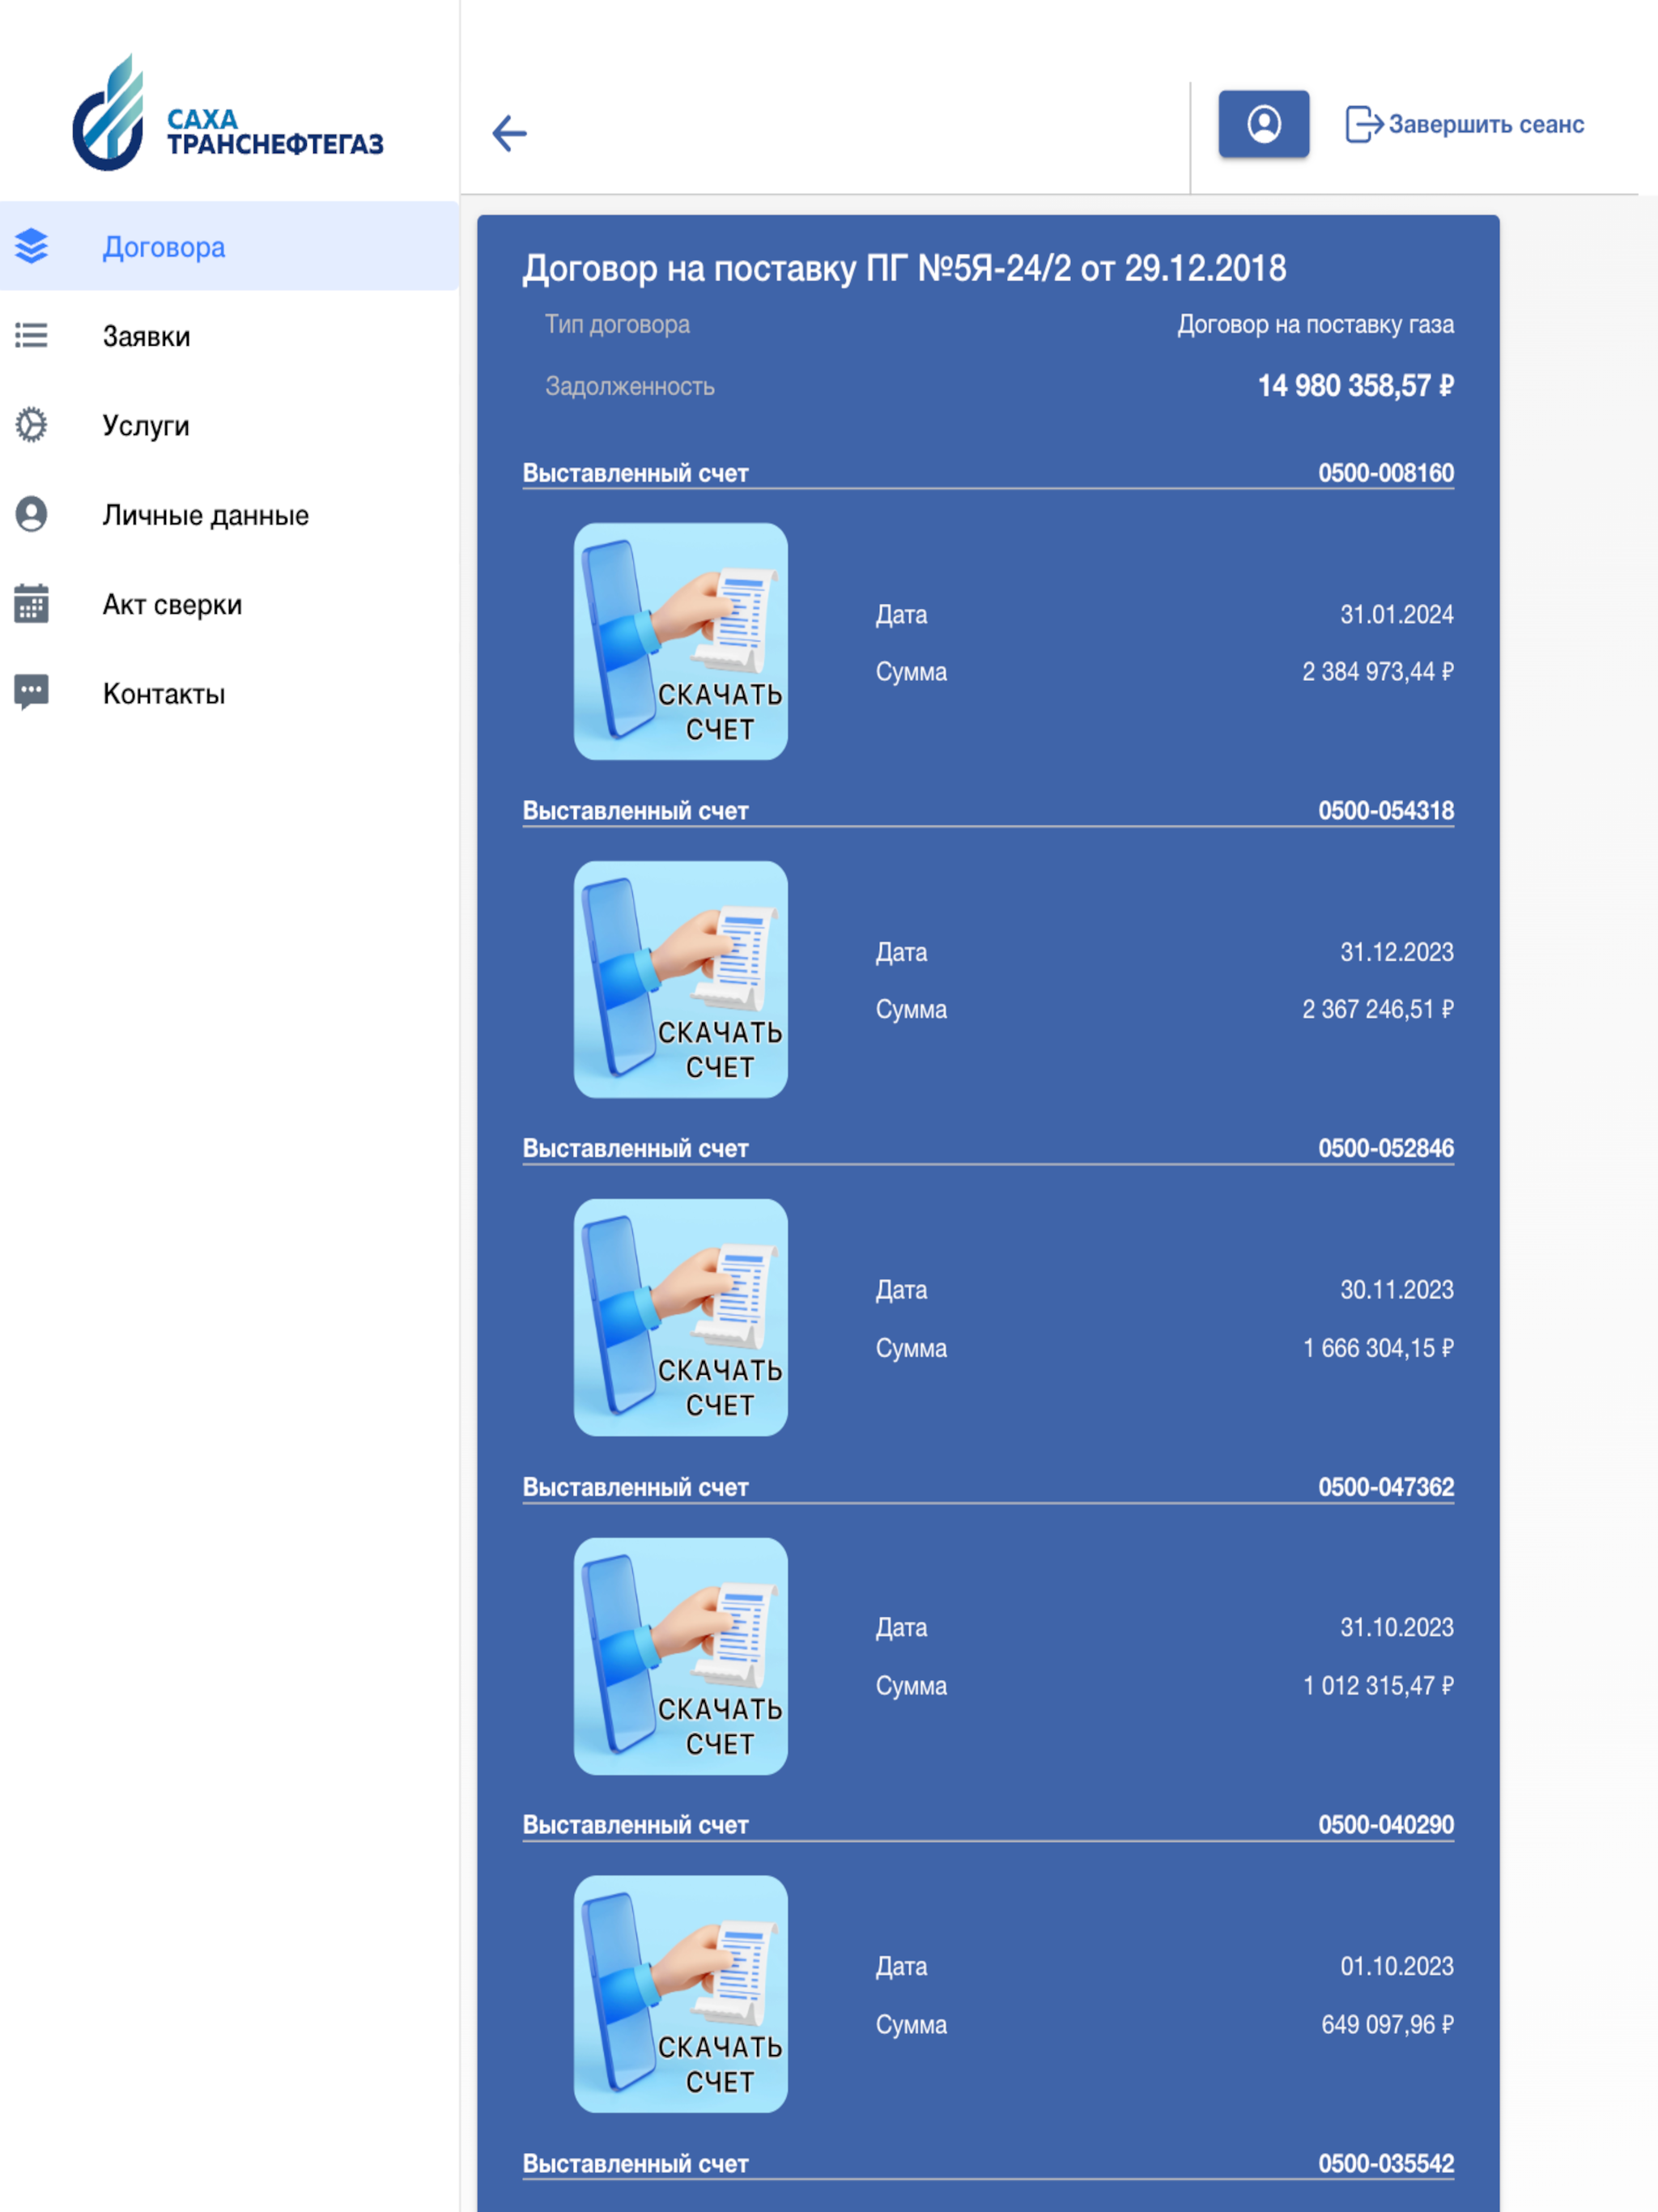 САХА
ТРАНСНЕФТЕГАЗ
Завершить сеанс
Договора
Заявки
Услуги
Личные данные
Акт сверки
Контакты
Договор на поставку ПГ №5Я-24/2 от 29.12.2018
Тип договора Договор на поставку газа
Задолженность 14 980 358,57 ₽
Выставленный счет 0500-008160
СКАЧАТЬ
СЧЕТ
Дата 31.01.2024
Сумма 2 384 973,44 ₽
Выставленный счет 0500-054318
СКАЧАТЬ
СЧЕТ
Дата 31.12.2023
Сумма 2 367 246,51 ₽
Выставленный счет 0500-052846
СКАЧАТЬ
СЧЕТ
Дата 30.11.2023
Сумма 1 666 304,15 ₽
Выставленный счет 0500-047362
СКАЧАТЬ
СЧЕТ
Дата 31.10.2023
Сумма 1 012 315,47 ₽
Выставленный счет 0500-040290
СКАЧАТЬ
СЧЕТ
Дата 01.10.2023
Сумма 649 097,96 ₽
Выставленный счет 0500-035542